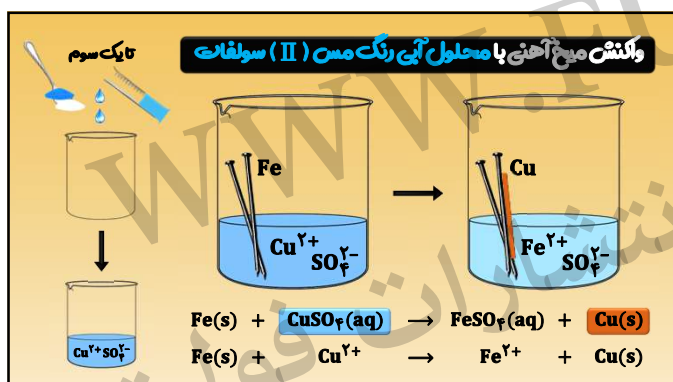 واکنش میخ آهنی با محلول آبی رنگ مس (II) سولفات
تا یک سوم
Fe
Cu²⁺
SO₄²⁻
Cu
Fe²⁺
SO₄²⁻
Cu²⁺SO₄²⁻
Fe(s) + CuSO₄(aq) → FeSO₄(aq) + Cu(s)
Fe(s) + Cu²⁺ → Fe²⁺ + Cu(s)